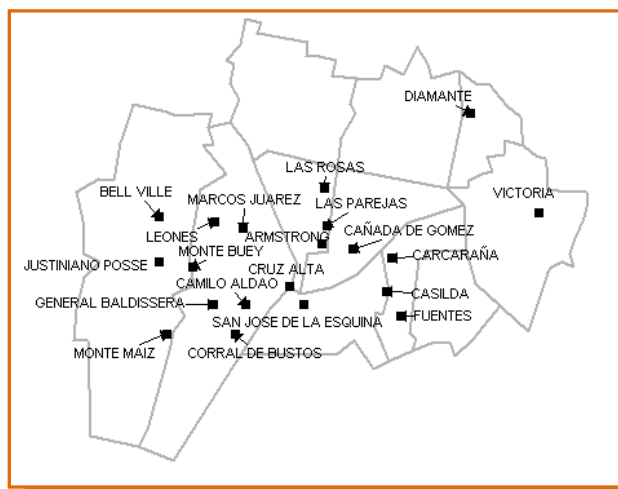 DIAMANTE
LAS ROSAS
BELL VILLE
MARCOS JUAREZ
VICTORIA
LAS PAREJAS
LEONES
ARMSTRONG
CAÑADA DE GOMEZ
MONTE BUEY
CARCARAÑA
JUSTINIANO POSSE
CRUZ ALTA
CAMILO ALDAO
CASILDA
GENERAL BALDISSERA
FUENTES
SAN JOSE DE LA ESQUINA
MONTE MAIZ
CORRAL DE BUSTOS